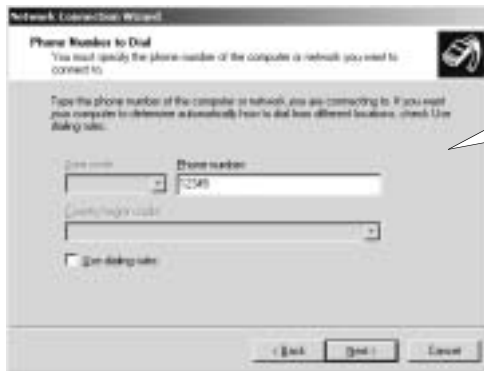 Network Connection Wizard
Phone Number to Dial
You must specify the phone number of the computer or network you want to
connect to.
Type the phone number of the computer or network you are connecting to. If you want
your computer to determine automatically how to dial from different locations, check Use
dialing rules.
Area code:
Phone number:
12345
Country/region code:
Use dialing rules
< Back
Next >
Cancel